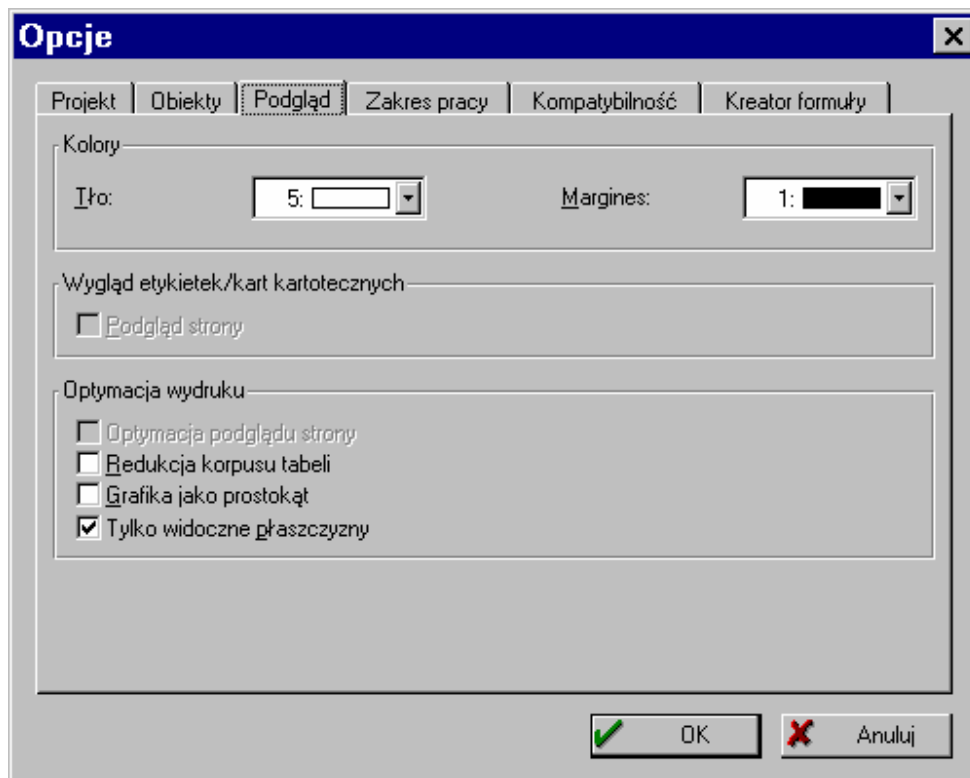 Opcje
Projekt Obiekty Podgląd Zakres pracy Kompatybilność Kreator formuły
Kolory
Tło: 5: Margines: 1:
Wygląd etykietek/kart kartotecznych
Podgląd strony
Optymacja wydruku
Optymacja podglądu strony
Redukcja korpusu tabeli
Grafika jako prostokąt
Tylko widoczne płaszczyzny
OK Anuluj